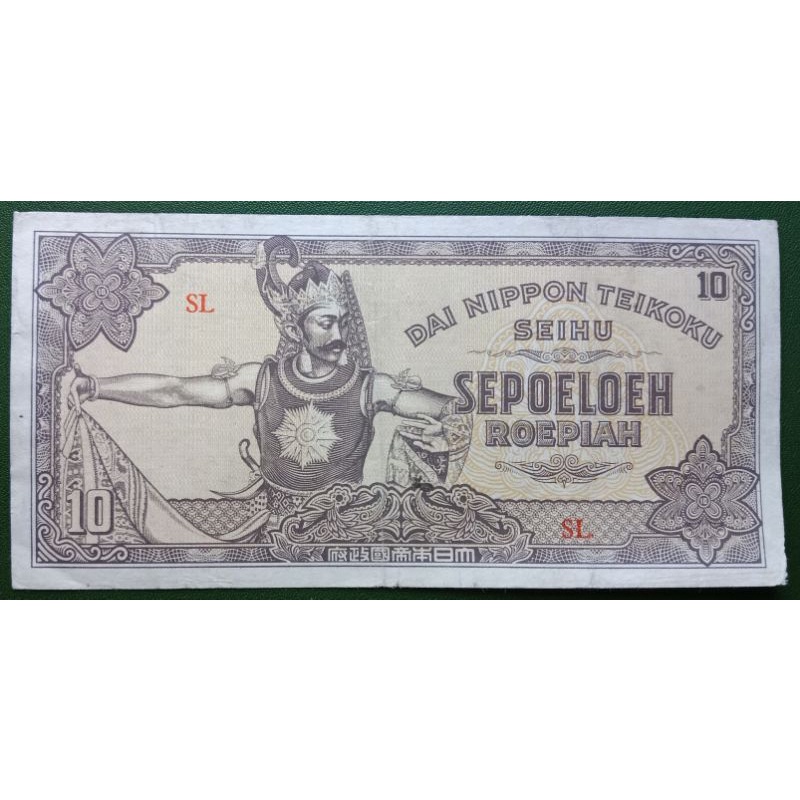 10
SL
DAI NIPPON TEIKOKU
SEIHU
SEPOELOEH
ROEPIAH
10
SL
府政國帝本日大